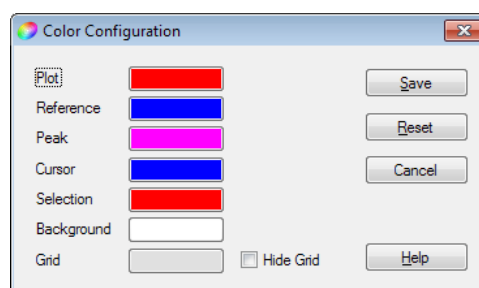 Color Configuration
Plot
Save
Reference
Reset
Peak
Cursor
Cancel
Selection
Background
Grid
Hide Grid
Help